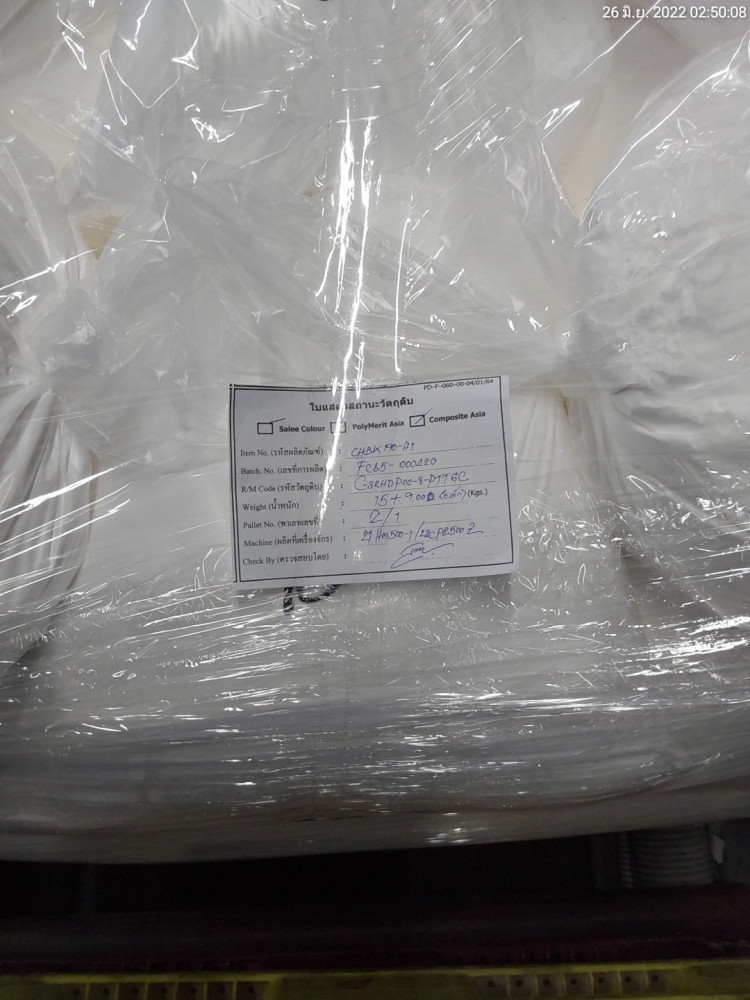 26 มิ.ย. 2022 02:50:08
PD-F-060-00-04/01/64
ใบแสดงสถานะวัตถุดิบ
Salee Colour PolyMerit Asia Composite Asia
Item No. (รหัสผลิตภัณฑ์) : CHBK190-A1
Batch. No. (เลขที่การผลิต) : FC65-000420
R/M Code (รหัสวัตถุดิบ) :
Weight (น้ำหนัก) : 15+900 (Kgs.)
Pallet No. (พาเลทเลขที่) : 2/1
Machine (ผลิตที่เครื่องจักร) :
Check By (ตรวจสอบโดย) :